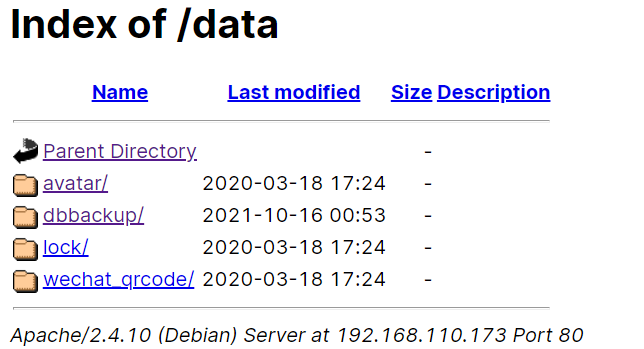 Index of /data
Name Last modified Size Description
Parent Directory -
avatar/ 2020-03-18 17:24 -
dbbackup/ 2021-10-16 00:53 -
lock/ 2020-03-18 17:24 -
wechat_qrcode/ 2020-03-18 17:24 -
Apache/2.4.10 (Debian) Server at 192.168.110.173 Port 80